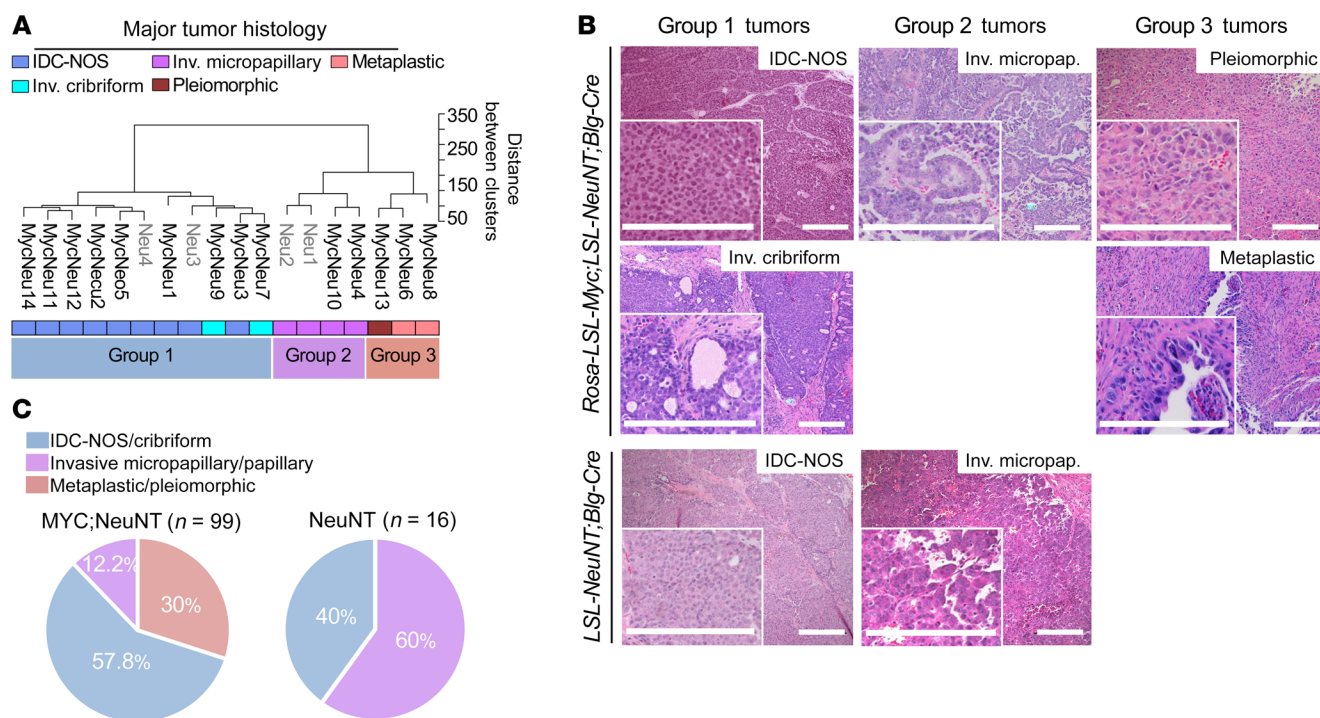 A
Major tumor histology
IDC-NOS
Inv. micropapillary
Metaplastic
Inv. cribriform
Pleiomorphic
350
250
150
50
Distance
between clusters
MycNeu14
MycNeu11
MycNeu12
MycNecu2
MycNeo5
Neu4
MycNeu1
Neu3
MycNeu9
MycNeu3
MycNeu7
Neu2
Neu1
MycNeu10
MycNeu4
MycNeu13
MycNeu6
MycNeu8
Group 1
Group 2
Group 3
B
Group 1 tumors
Group 2 tumors
Group 3 tumors
Rosa-LSL-Myc;LSL-NeuNT;Blg-Cre
IDC-NOS
Inv. micropap.
Pleiomorphic
Inv. cribriform
Metaplastic
LSL-NeuNT;Blg-Cre
IDC-NOS
Inv. micropap.
C
IDC-NOS/cribriform
Invasive micropapillary/papillary
Metaplastic/pleiomorphic
MYC;NeuNT (n = 99)
12.2%
30%
57.8%
NeuNT (n = 16)
40%
60%